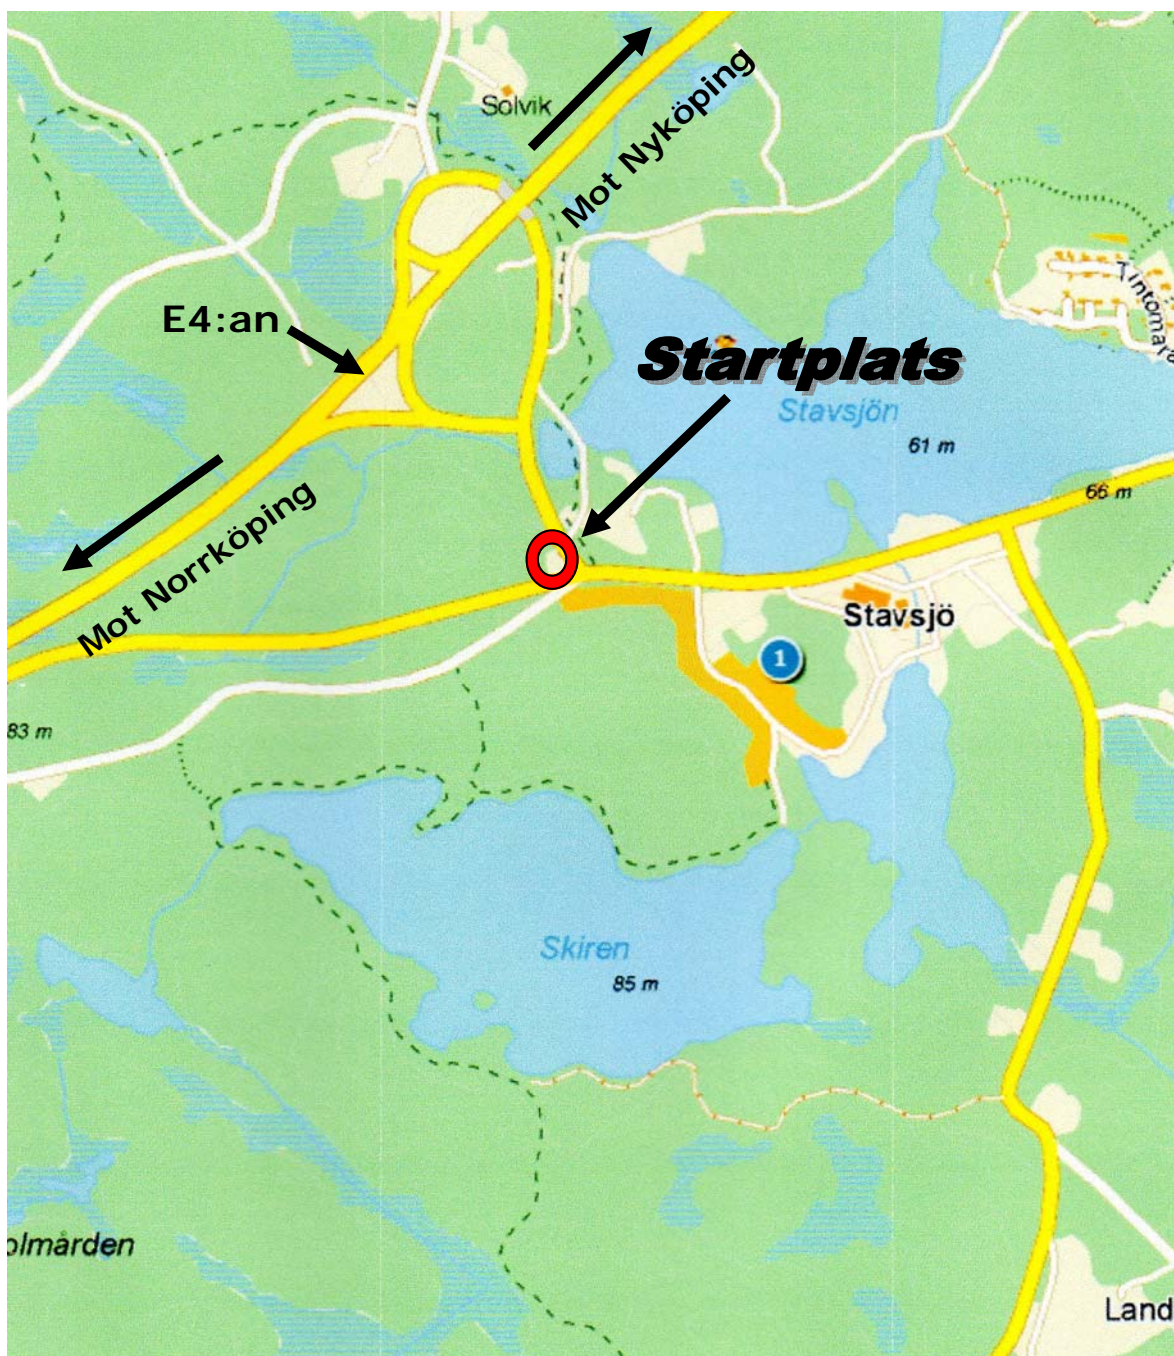 Solvik
Mot Nyköping
E4:an
Startplats
Stavsjön
61 m
66 m
Mot Norrköping
Stavsjö
1
83 m
Skiren
85 m
olmården
Land